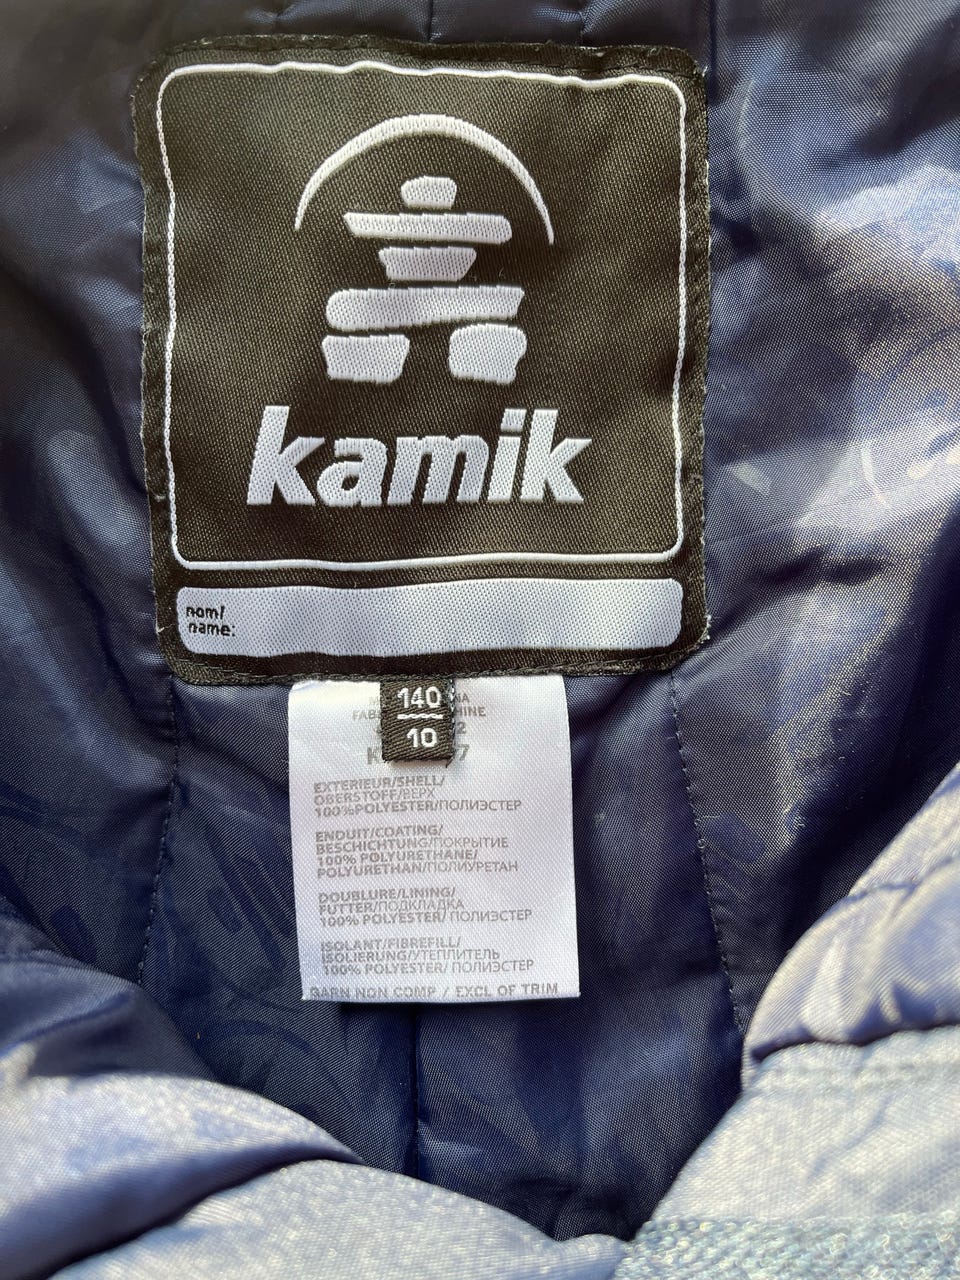 kamik
nom/
name:
140
10
EXTERIEUR/SHELL/
OBERSTOFF/ВЕРХ
100%POLYESTER/ПОЛИЭСТЕР
ENDUIT/COATING/
BESCHICHTUNG/ПОКРЫТИЕ
100% POLYURETHANE/
POLYURETHAN/ПОЛИУРЕТАН
DOUBLURE/LINING/
FUTTER/ПОДКЛАДКА
100% POLYESTER/ ПОЛИЭСТЕР
ISOLANT/FIBREFILL/
ISOLIERUNG/УТЕПЛИТЕЛЬ
100% POLYESTER/ ПОЛИЭСТЕР
GARN NON COMP / EXCL OF TRIM